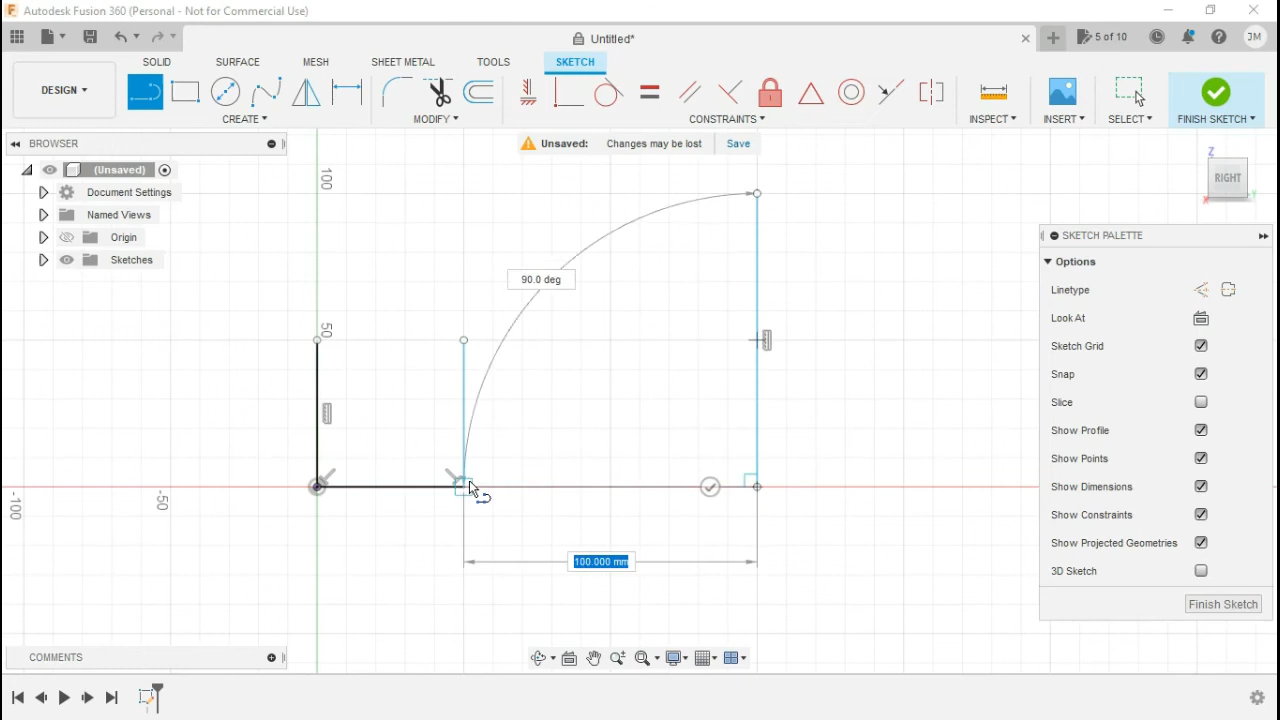 Autodesk Fusion 360 (Personal - Not for Commercial Use)
Untitled*
5 of 10
JM
DESIGN
SOLID
SURFACE
MESH
SHEET METAL
TOOLS
SKETCH
CREATE
MODIFY
CONSTRAINTS
INSPECT
INSERT
SELECT
FINISH SKETCH
BROWSER
Unsaved: Changes may be lost Save
(Unsaved)
Document Settings
Named Views
Origin
Sketches
100
50
-50
-100
90.0 deg
100.000 mm
Z
RIGHT
X
Y
SKETCH PALETTE
Options
Linetype
Look At
Sketch Grid
Snap
Slice
Show Profile
Show Points
Show Dimensions
Show Constraints
Show Projected Geometries
3D Sketch
Finish Sketch
COMMENTS